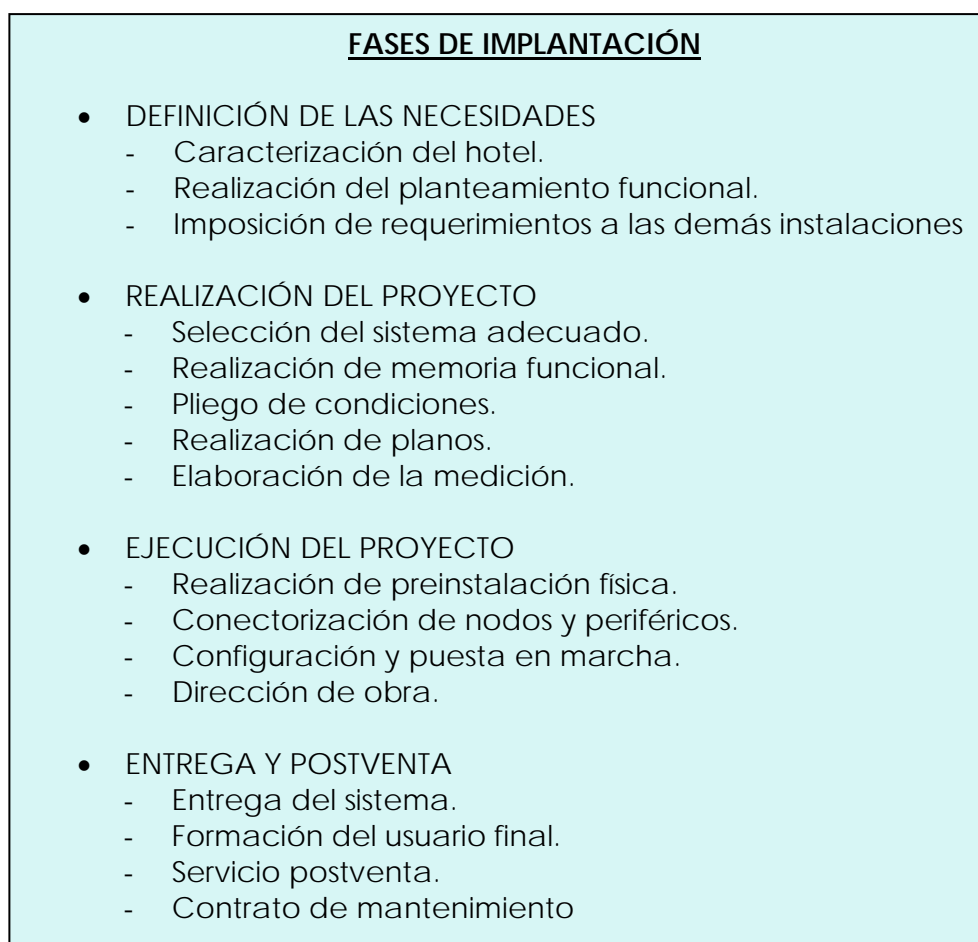 FASES DE IMPLANTACIÓN
• DEFINICIÓN DE LAS NECESIDADES
- Caracterización del hotel.
- Realización del planteamiento funcional.
- Imposición de requerimientos a las demás instalaciones
• REALIZACIÓN DEL PROYECTO
- Selección del sistema adecuado.
- Realización de memoria funcional.
- Pliego de condiciones.
- Realización de planos.
- Elaboración de la medición.
• EJECUCIÓN DEL PROYECTO
- Realización de preinstalación física.
- Conectorización de nodos y periféricos.
- Configuración y puesta en marcha.
- Dirección de obra.
• ENTREGA Y POSTVENTA
- Entrega del sistema.
- Formación del usuario final.
- Servicio postventa.
- Contrato de mantenimiento